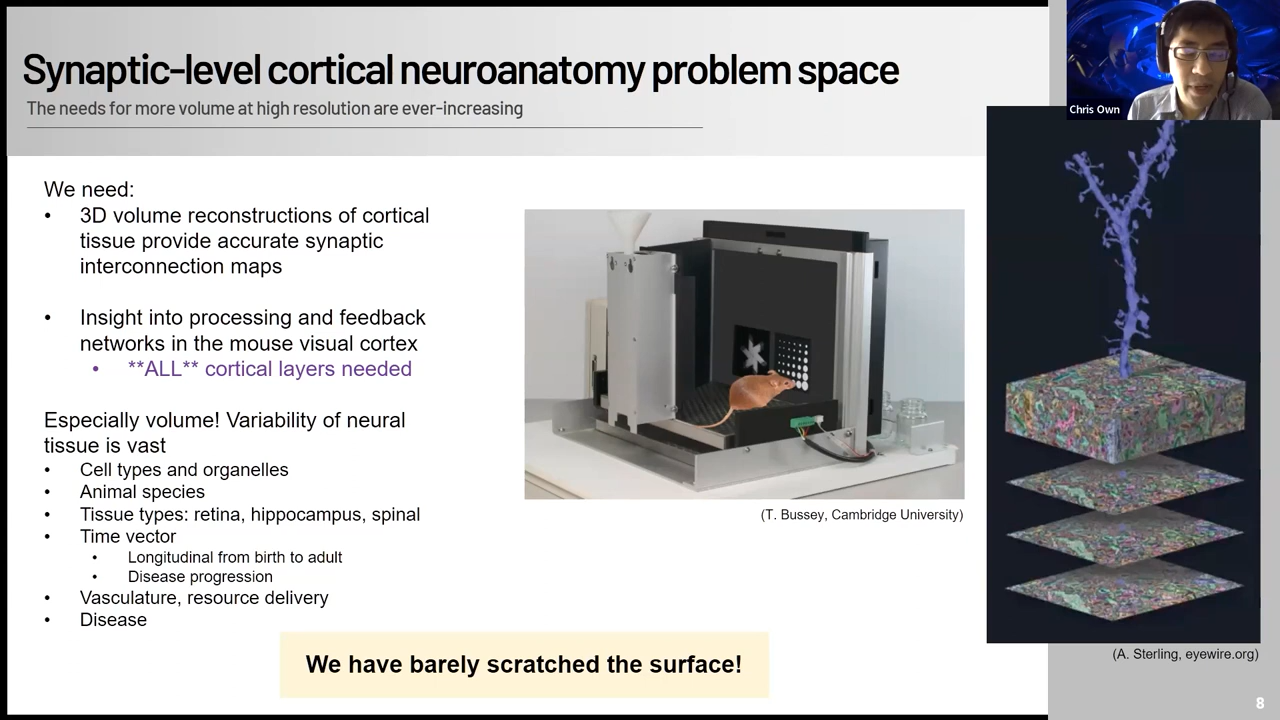 Synaptic-level cortical neuroanatomy problem space
The needs for more volume at high resolution are ever-increasing
Chris Own
We need:
• 3D volume reconstructions of cortical
tissue provide accurate synaptic
interconnection maps
• Insight into processing and feedback
networks in the mouse visual cortex
• **ALL** cortical layers needed
Especially volume! Variability of neural
tissue is vast
• Cell types and organelles
• Animal species
• Tissue types: retina, hippocampus, spinal
• Time vector
• Longitudinal from birth to adult
• Disease progression
• Vasculature, resource delivery
• Disease
(T. Bussey, Cambridge University)
(A. Sterling, eyewire.org)
We have barely scratched the surface!
8